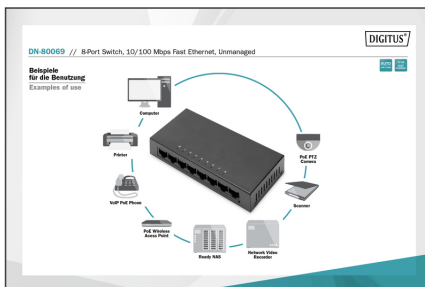 DIGITUS®
DN-80069 // 8-Port Switch, 10/100 Mbps Fast Ethernet, Unmanaged
Beispiele
für die Benutzung
Examples of use
Computer
Printer
VoIP PoE Phone
PoE Wireless
Access Point
Ready NAS
Network Video
Recorder
Scanner
PoE PTZ
Camera